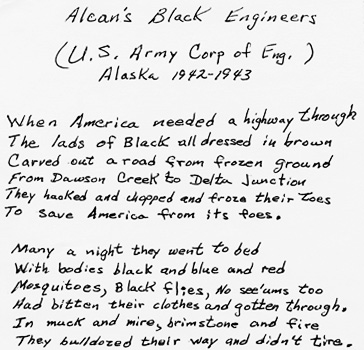 Alcan's Black Engineers
(U.S. Army Corp of Eng. )
Alaska 1942-1943
When America needed a highway through
The lads of Black all dressed in brown
Carved out a road from frozen ground
From Dawson Creek to Delta Junction
They hacked and chopped and froze their toes
To save America from its foes.
Many a night they went to bed
With bodies black and blue and red
Mosquitoes, Black flies, No see'ums too
Had bitten their clothes and gotten through.
In muck and mire, brimstone and fire
They bulldozed their way and didn't tire.